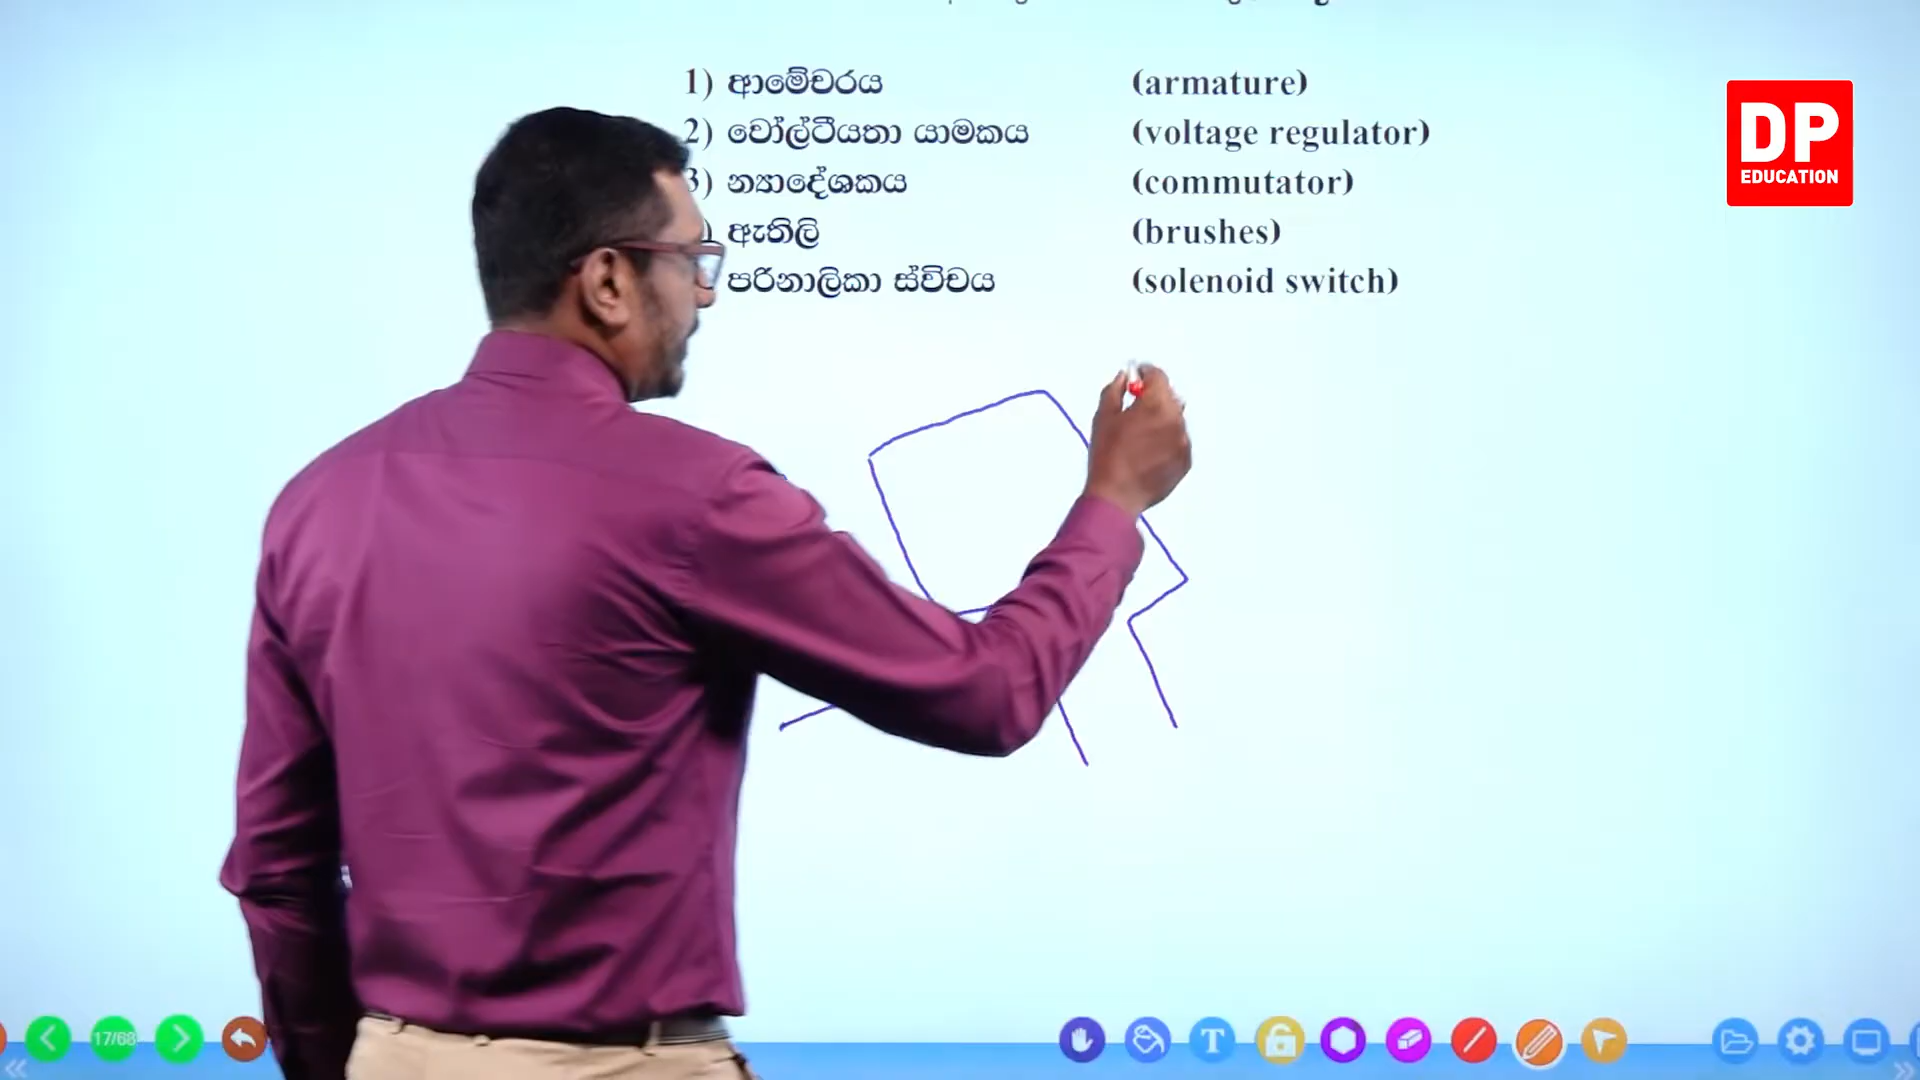 1) ආමේචරය (armature)
2) වෝල්ටීයතා යාමකය (voltage regulator)
3) න්‍යාදේශකය (commutator)
) ඇතිලි (brushes)
පරිනාලිකා ස්විචය (solenoid switch)
DP
EDUCATION
17/68
T